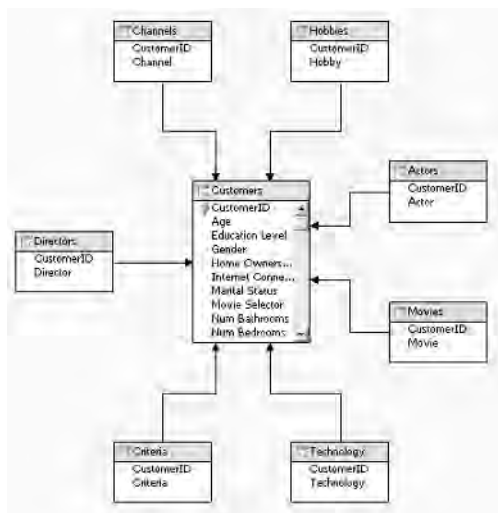 Channels
CustomerID
Channel
Hobbies
CustomerID
Hobby
Customers
CustomerID
Age
Education Level
Gender
Home Owners...
Internet Conne...
Marital Status
Movie Selector
Num Bathrooms
Num Bedrooms
Actors
CustomerID
Actor
Directors
CustomerID
Director
Movies
CustomerID
Movie
Criteria
CustomerID
Criteria
Technology
CustomerID
Technology